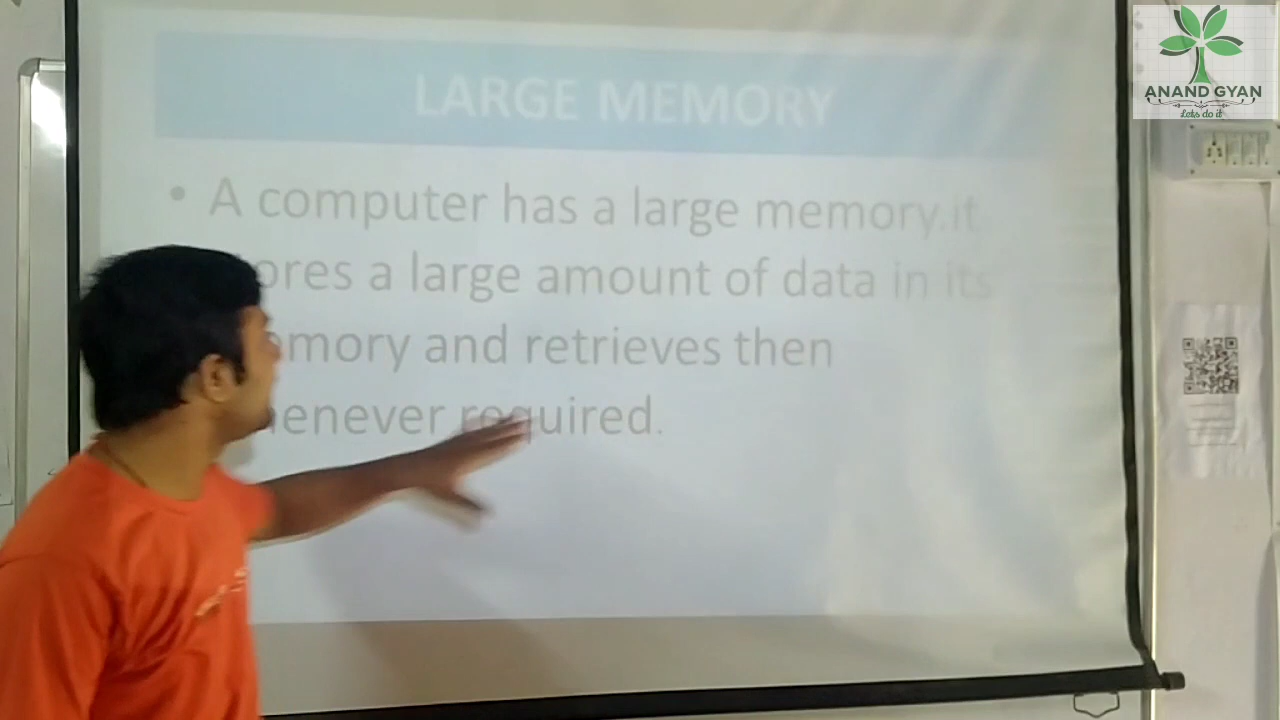 LARGE MEMORY
• A computer has a large memory.it
ores a large amount of data in its
mory and retrieves then
enever required.
ANAND GYAN
Lets do it